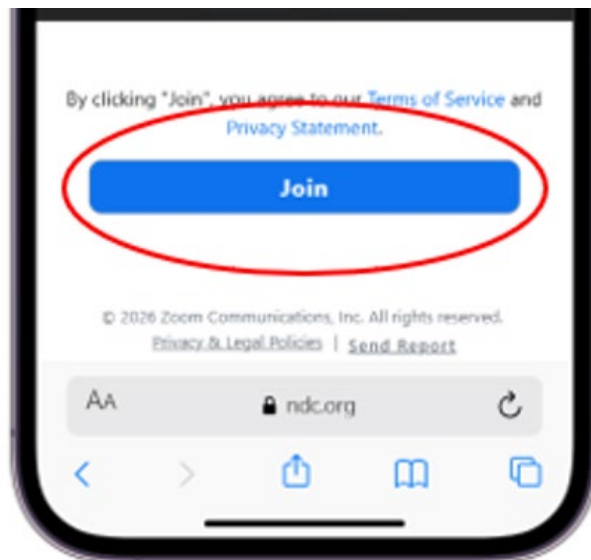 By clicking "Join", you agree to our Terms of Service and
Privacy Statement.
Join
© 2026 Zoom Communications, Inc. All rights reserved.
Privacy & Legal Policies | Send Report
AA
ndc.org